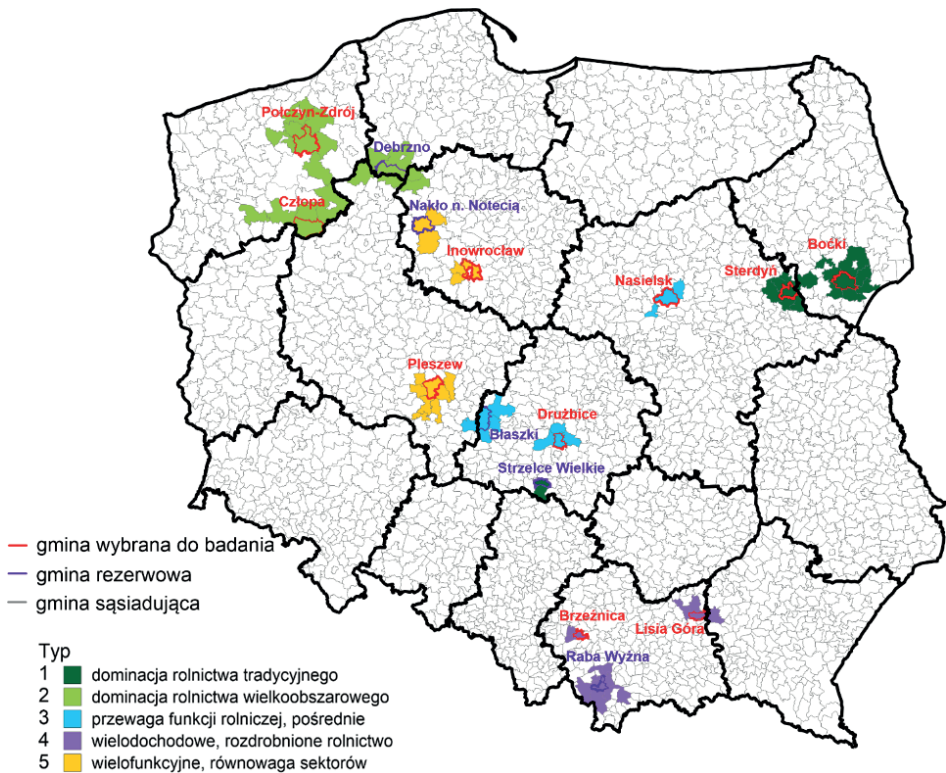 Połczyn-Zdrój
Debrzno
Człopa
Nakło n. Notecią
Inowrocław
Boćki
Sterdyń
Nasielsk
Pleszew
Drużbice
Błaszki
Strzelce Wielkie
gmina wybrana do badania
gmina rezerwowa
gmina sąsiadująca
Brzeźnica
Lisia Góra
Raba Wyżna
Typ
1 dominacja rolnictwa tradycyjnego
2 dominacja rolnictwa wielkoobszarowego
3 przewaga funkcji rolniczej, pośrednie
4 wielodochodowe, rozdrobnione rolnictwo
5 wielofunkcyjne, równowaga sektorów